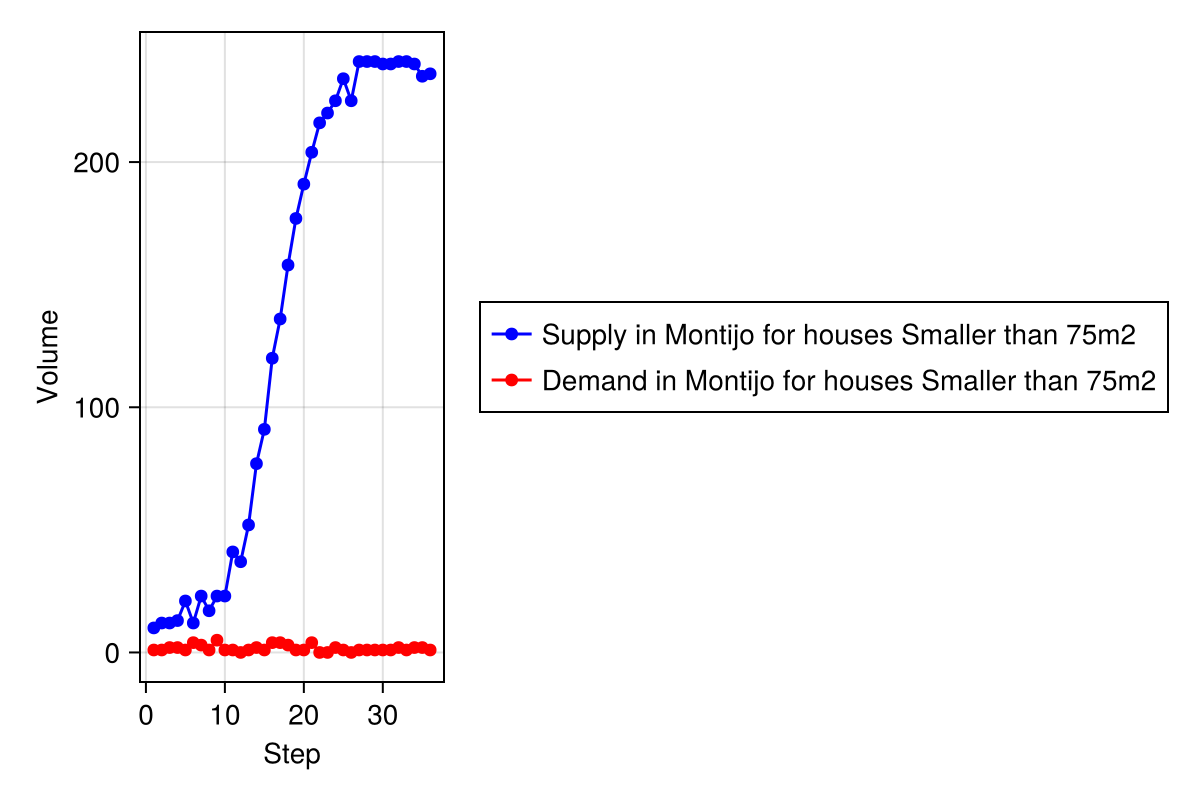 Volume
200
100
0
0 10 20 30
Step
Supply in Montijo for houses Smaller than 75m2
Demand in Montijo for houses Smaller than 75m2